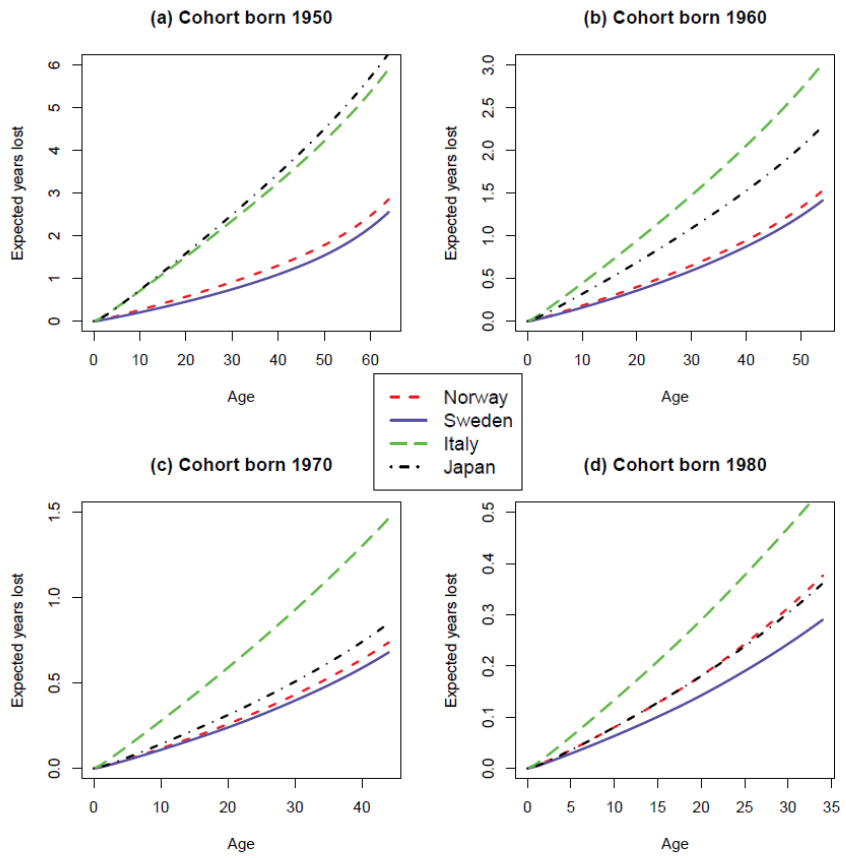 (a) Cohort born 1950
Expected years lost
6
5
4
3
2
1
0
0 10 20 30 40 50 60
Age
(b) Cohort born 1960
Expected years lost
3.0
2.5
2.0
1.5
1.0
0.5
0.0
0 10 20 30 40 50
Age
Norway
Sweden
Italy
Japan
(c) Cohort born 1970
Expected years lost
1.5
1.0
0.5
0.0
0 10 20 30 40
Age
(d) Cohort born 1980
Expected years lost
0.5
0.4
0.3
0.2
0.1
0.0
0 5 10 15 20 25 30 35
Age